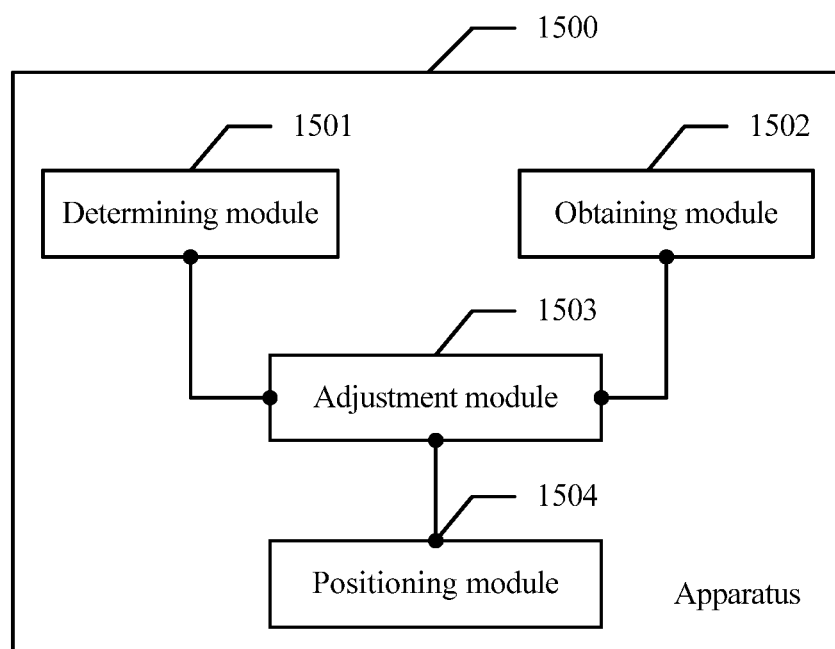 1500
1501
1502
Determining module
Obtaining module
1503
Adjustment module
1504
Positioning module
Apparatus